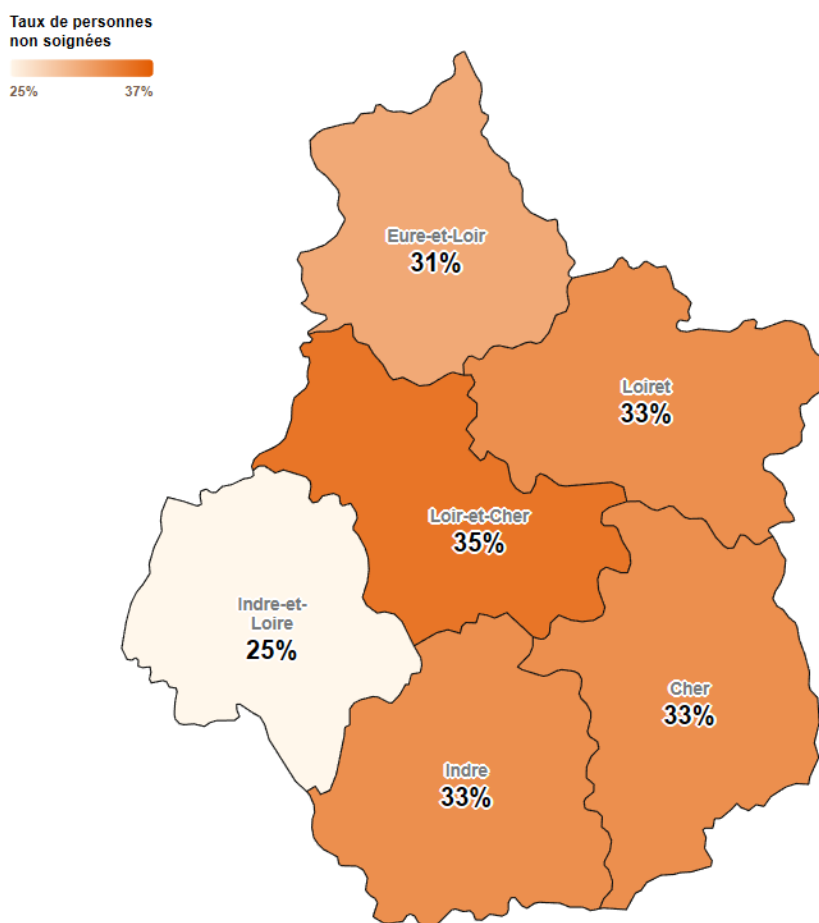 Taux de personnes
non soignées
25% 37%
Eure-et-Loir
31%
Loiret
33%
Loir-et-Cher
35%
Indre-et-
Loire
25%
Cher
33%
Indre
33%